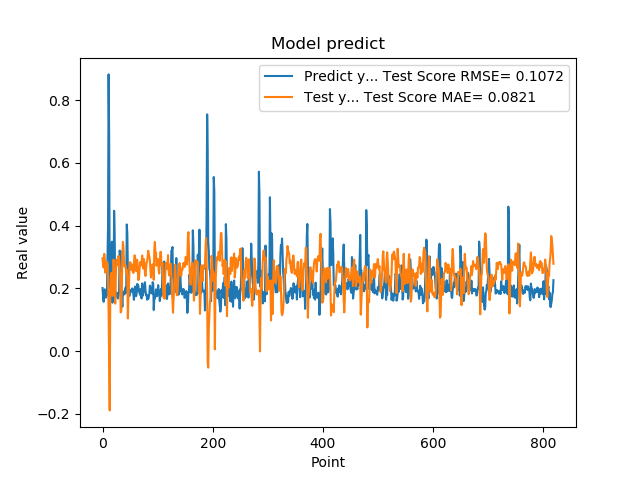 Model predict
Predict y... Test Score RMSE= 0.1072
Test y... Test Score MAE= 0.0821
Real value
0.8
0.6
0.4
0.2
0.0
−0.2
0 200 400 600 800
Point